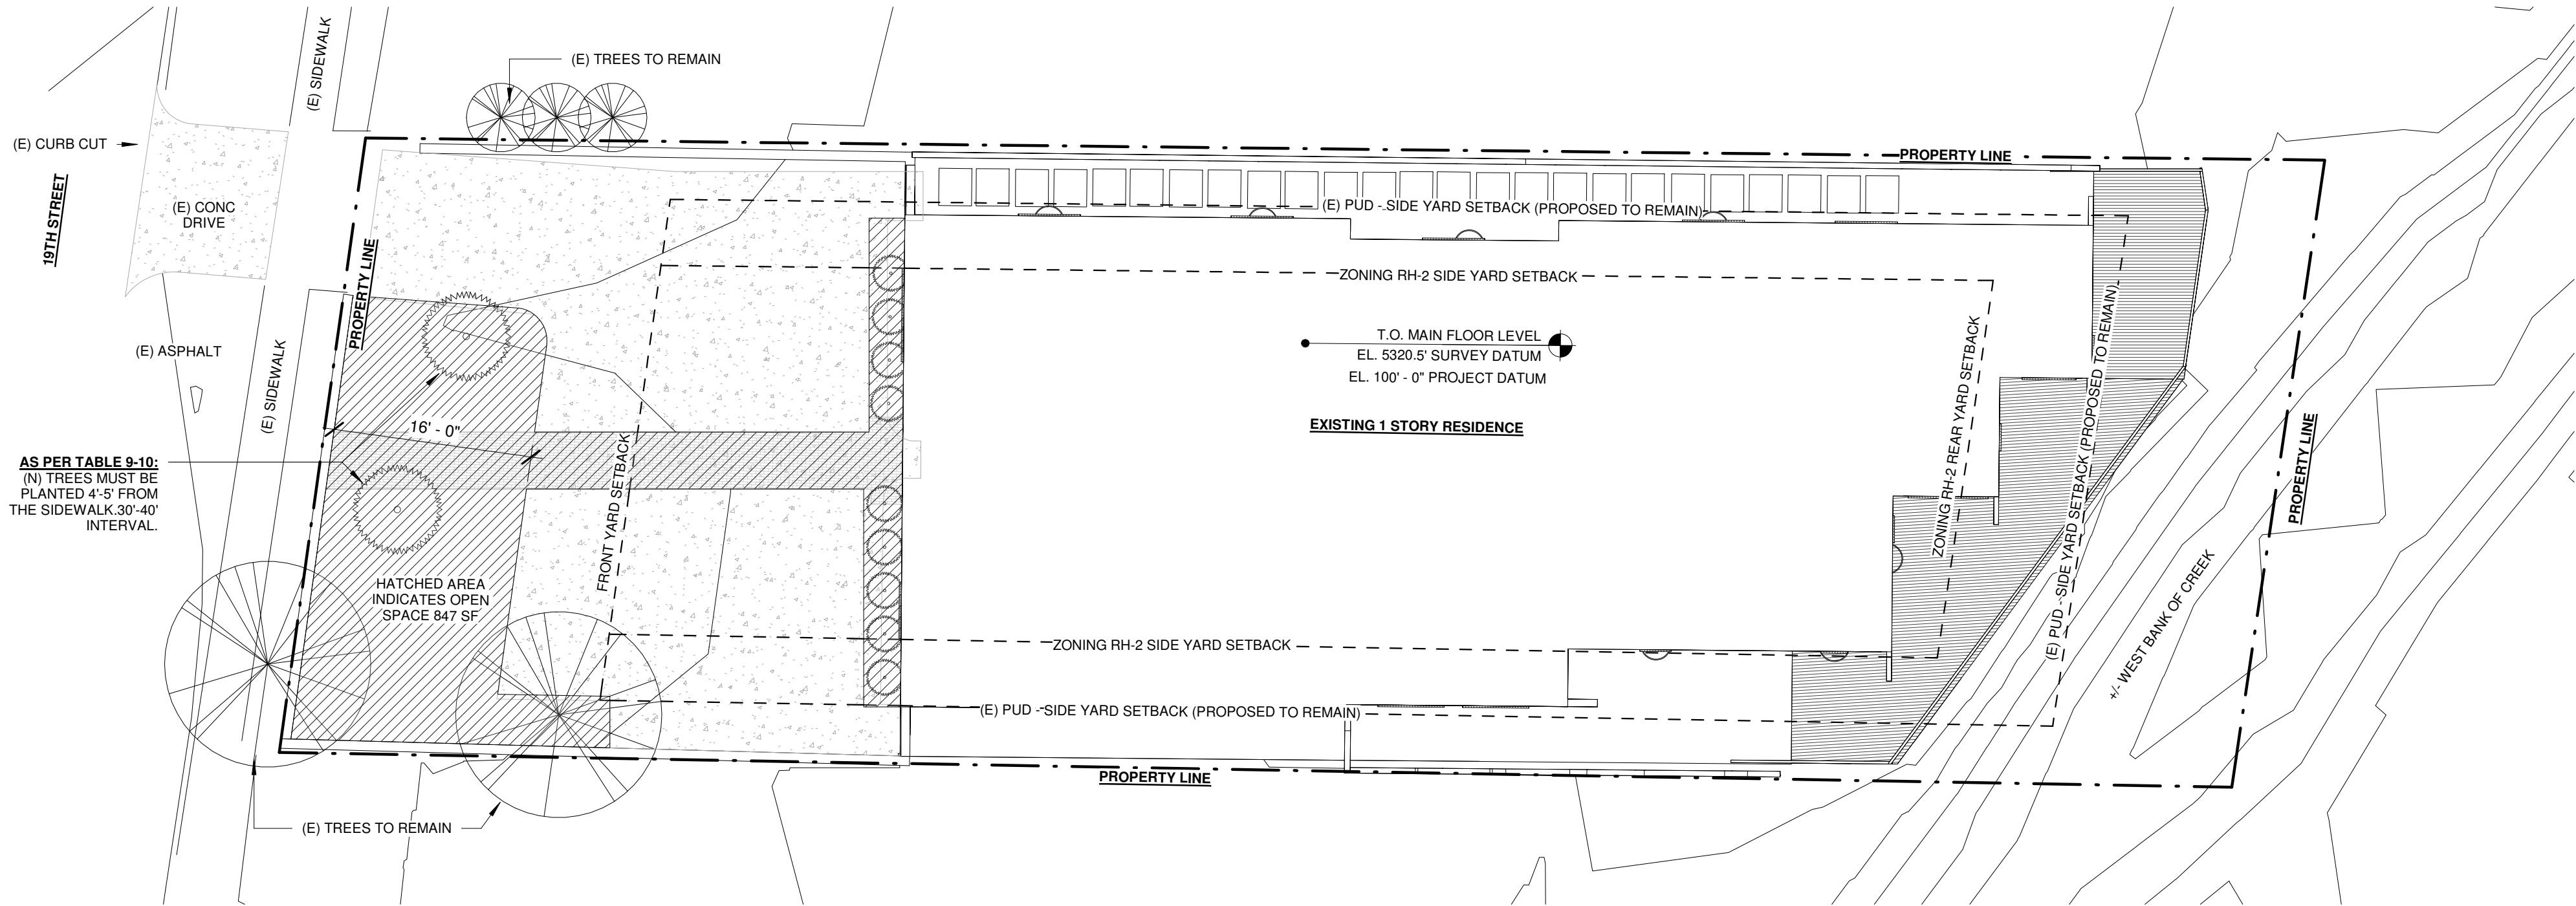 (E) SIDEWALK
(E) TREES TO REMAIN
(E) CURB CUT
19TH STREET
(E) CONC
DRIVE
PROPERTY LINE
PROPERTY LINE
(E) PUD - SIDE YARD SETBACK (PROPOSED TO REMAIN)
ZONING RH-2 SIDE YARD SETBACK
T.O. MAIN FLOOR LEVEL
EL. 5320.5' SURVEY DATUM
EL. 100' - 0" PROJECT DATUM
EXISTING 1 STORY RESIDENCE
(E) ASPHALT
(E) SIDEWALK
16' - 0"
AS PER TABLE 9-10:
(N) TREES MUST BE
PLANTED 4'-5' FROM
THE SIDEWALK.30'-40'
INTERVAL.
FRONT YARD SETBACK
HATCHED AREA
INDICATES OPEN
SPACE 847 SF
ZONING RH-2 REAR YARD SETBACK
(E) PUD - SIDE YARD SETBACK (PROPOSED TO REMAIN)
PROPERTY LINE
+/- WEST BANK OF CREEK
ZONING RH-2 SIDE YARD SETBACK
(E) PUD - SIDE YARD SETBACK (PROPOSED TO REMAIN)
PROPERTY LINE
(E) TREES TO REMAIN